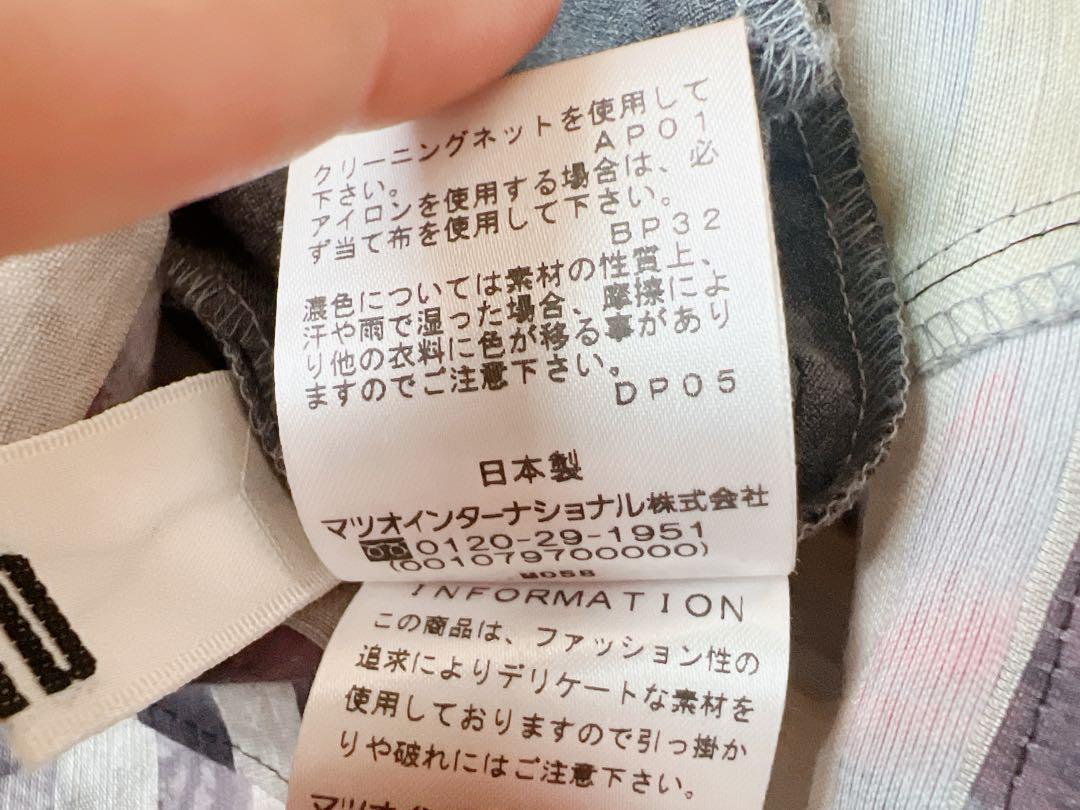 クリーニングネットを使用して
下さい。
AP01
アイロンを使用する場合は、必
ず当て布を使用して下さい。
BP32
濃色については素材の性質上、
汗や雨で湿った場合、摩擦によ
り他の衣料に色が移る事があり
ますのでご注意下さい。
DP05
日本製
マツオインターナショナル株式会社
0120-29-1951
(001079700000)
M058
INFORMATION
この商品は、ファッション性の
追求によりデリケートな素材を
使用しておりますので引っ掛か
りや破れにはご注意下さい。
マツオイン